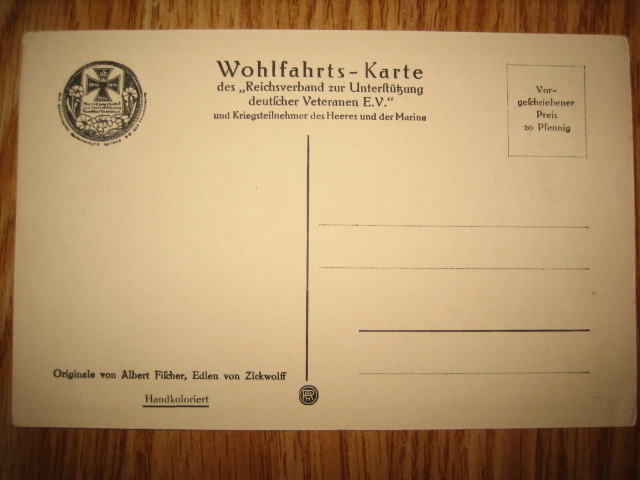 Wohlfahrts-Karte
des „Reichsverband zur Unterſtützung
deutſcher Veteranen E.V.“
und Kriegsteilnehmer des Heeres und der Marine
Vor-
geſchriebener
Preis
20 Pfennig
Originale von Albert Fiſcher, Edlen von Zickwolff
Handkoloriert